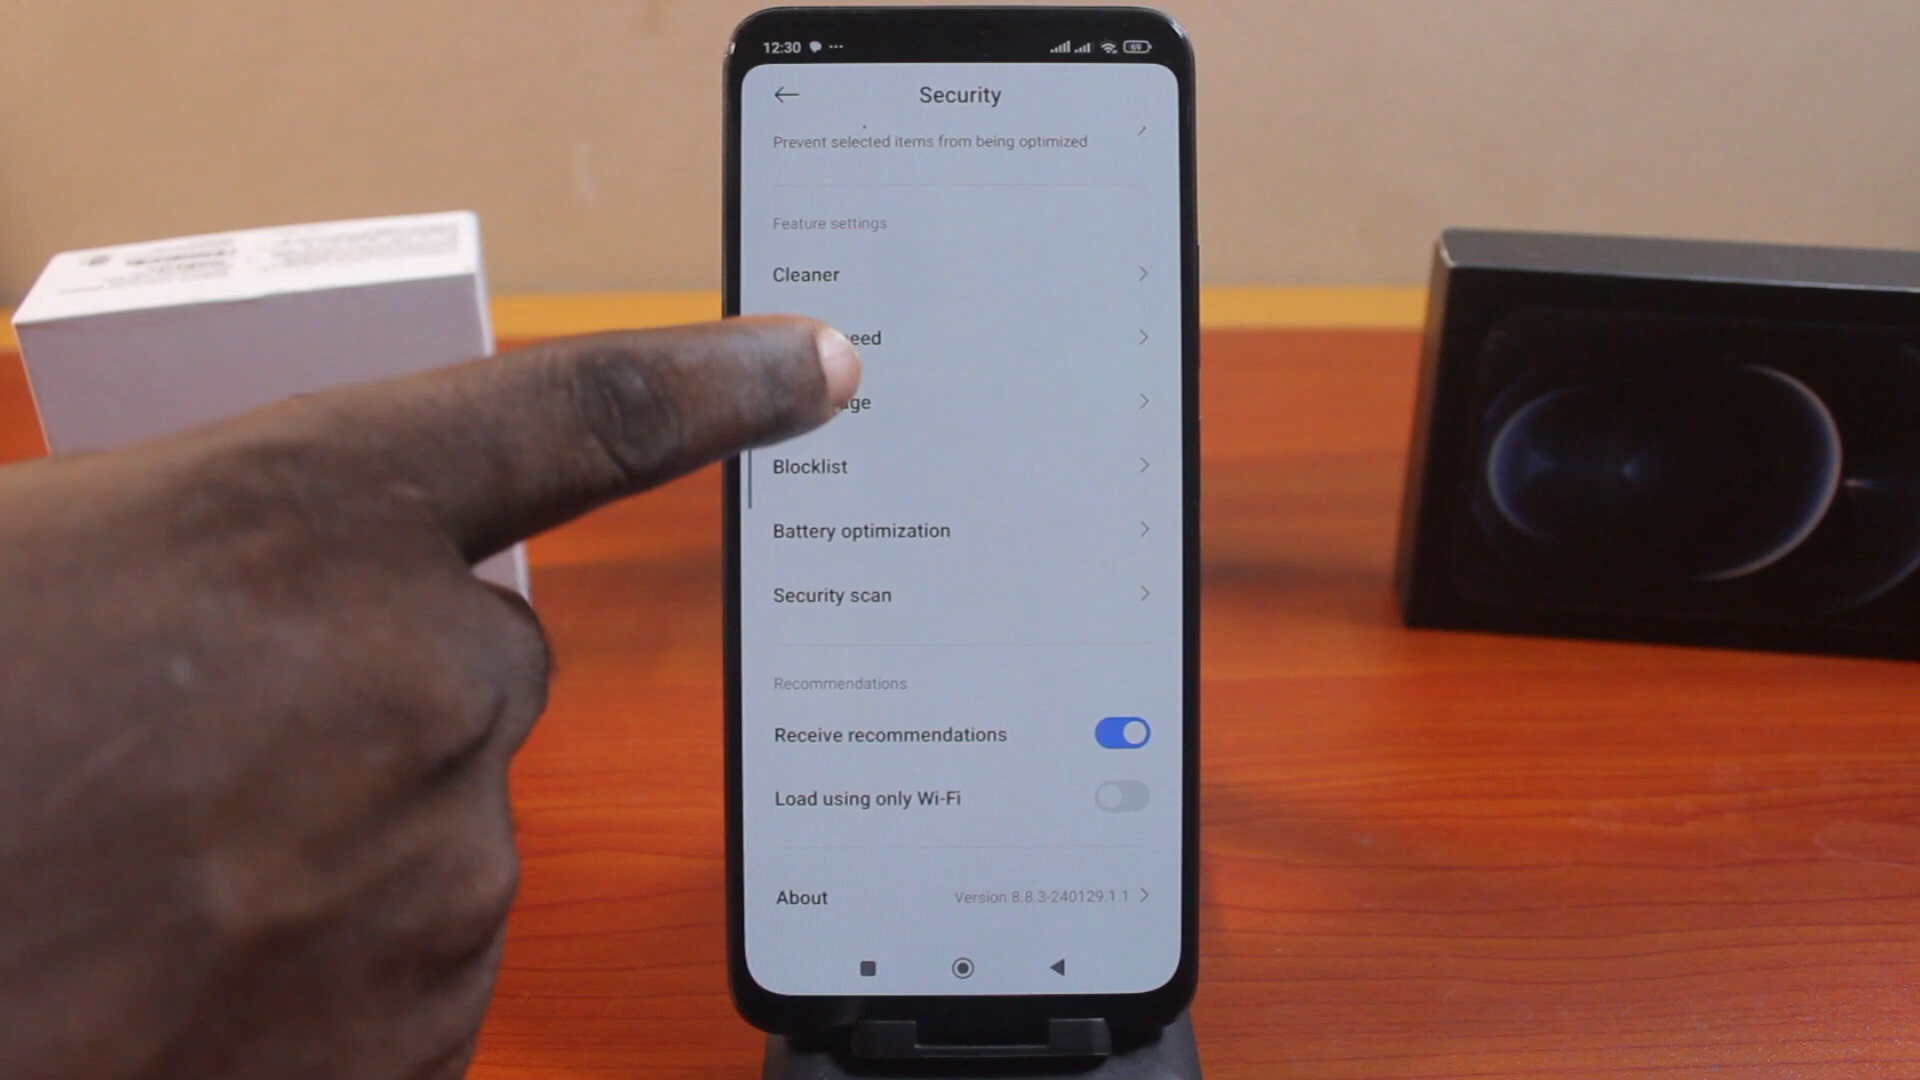 12:30
69
Security
Prevent selected items from being optimized
Feature settings
Cleaner
eed
ge
Blocklist
Battery optimization
Security scan
Recommendations
Receive recommendations
Load using only Wi-Fi
About Version 8.8.3-240129.1.1